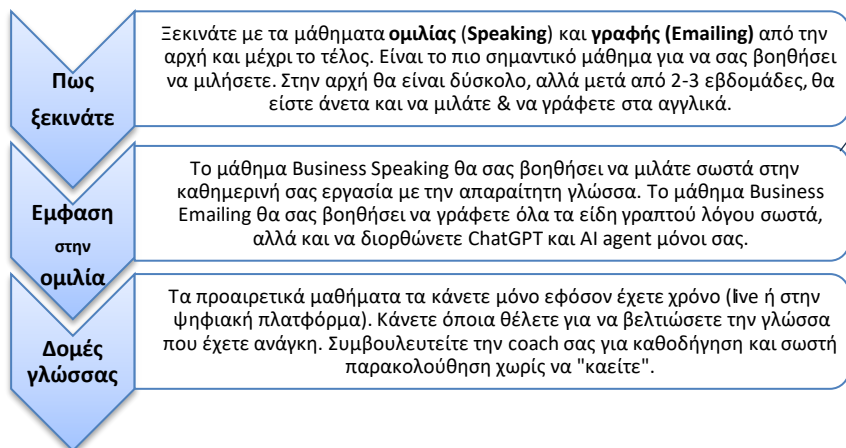 Πως
ξεκινάτε
Ξεκινάτε με τα μάθηματα ομιλίας (Speaking) και γραφής (Emailing) από την
αρχή και μέχρι το τέλος. Είναι το πιο σημαντικό μάθημα για να σας βοηθήσει
να μιλήσετε. Στην αρχή θα είναι δύσκολο, αλλά μετά από 2-3 εβδομάδες, θα
είστε άνετα και να μιλάτε & να γράφετε στα αγγλικά.
Εμφαση
στην
ομιλία
Το μάθημα Business Speaking θα σας βοηθήσει να μιλάτε σωστά στην
καθημερινή σας εργασία με την απαραίτητη γλώσσα. Το μάθημα Business
Emailing θα σας βοηθήσει να γράφετε όλα τα είδη γραπτού λόγου σωστά,
αλλά και να διορθώνετε ChatGPT και AI agent μόνοι σας.
Δομές
γλώσσας
Τα προαιρετικά μαθήματα τα κάνετε μόνο εφόσον έχετε χρόνο (live ή στην
ψηφιακή πλατφόρμα). Κάνετε όποια θέλετε για να βελτιώσετε την γλώσσα
που έχετε ανάγκη. Συμβουλευτείτε την coach σας για καθοδήγηση και σωστή
παρακολούθηση χωρίς να "καείτε".